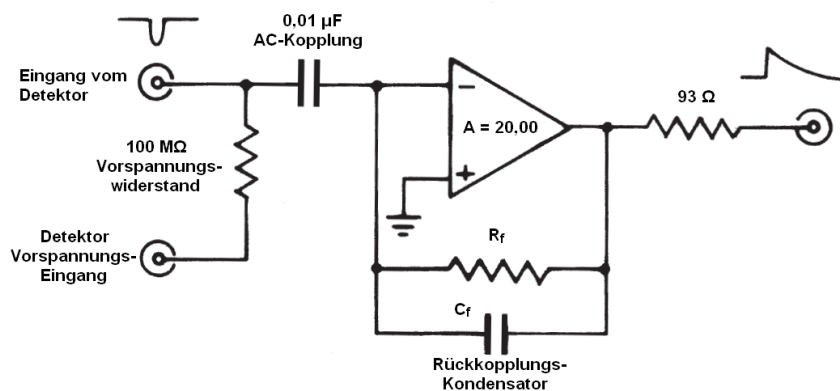 0,01 µF
AC-Kopplung
Eingang vom
Detektor
100 MΩ
Vorspannungs-
widerstand
Detektor
Vorspannungs-
Eingang
−
A = 20,00
+
93 Ω
Rf
Cf
Rückkopplungs-
Kondensator